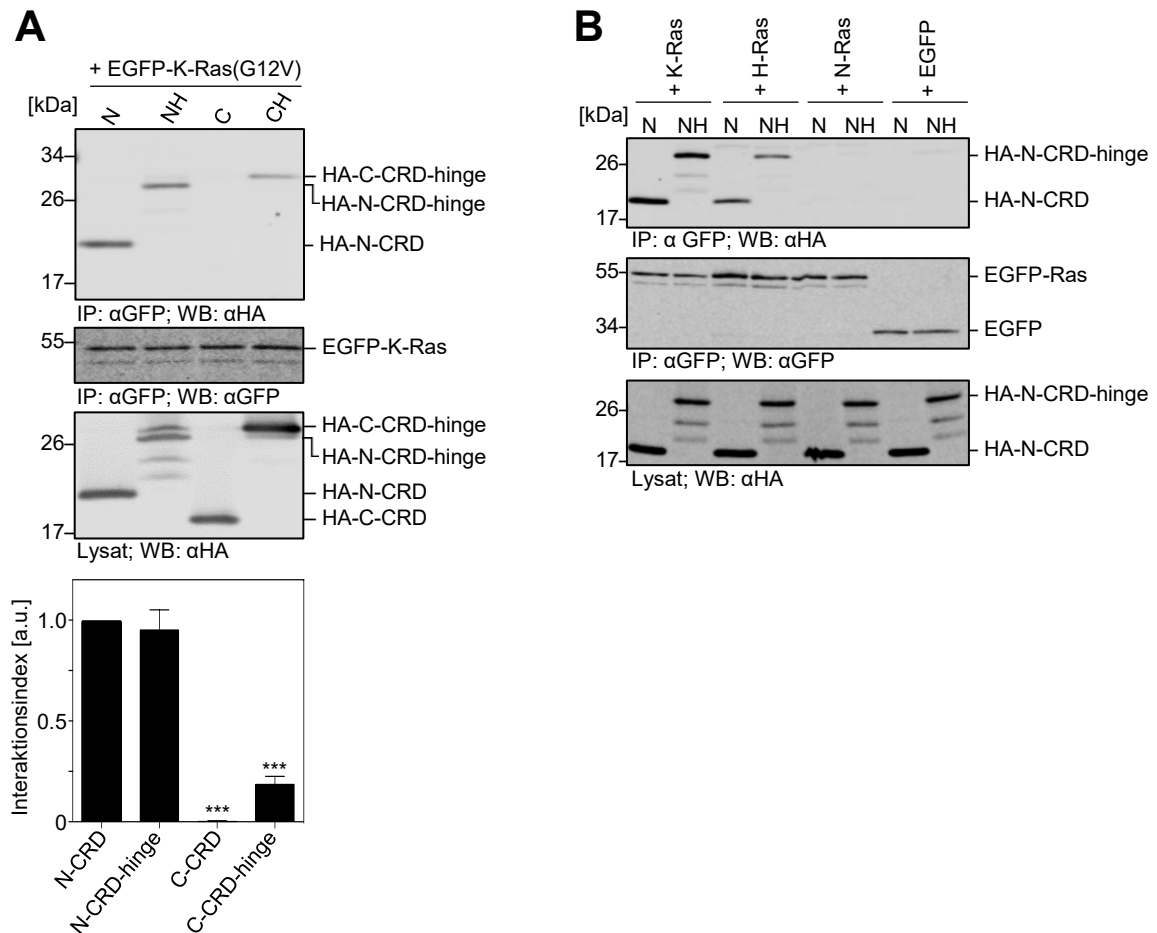 A
+ EGFP-K-Ras(G12V)
[kDa]
N NH C CH
34
26
17
HA-C-CRD-hinge
HA-N-CRD-hinge
HA-N-CRD
IP: αGFP; WB: αHA
55
EGFP-K-Ras
IP: αGFP; WB: αGFP
26
17
HA-C-CRD-hinge
HA-N-CRD-hinge
HA-N-CRD
HA-C-CRD
Lysat; WB: αHA
Interaktionsindex [a.u.]
1.0
0.5
0
***
***
N-CRD
N-CRD-hinge
C-CRD
C-CRD-hinge
B
+ K-Ras
+ H-Ras
+ N-Ras
+ EGFP
[kDa]
N NH N NH N NH N NH
26
17
HA-N-CRD-hinge
HA-N-CRD
IP: α GFP; WB: αHA
55
34
EGFP-Ras
EGFP
IP: αGFP; WB: αGFP
26
17
HA-N-CRD-hinge
HA-N-CRD
Lysat; WB: αHA